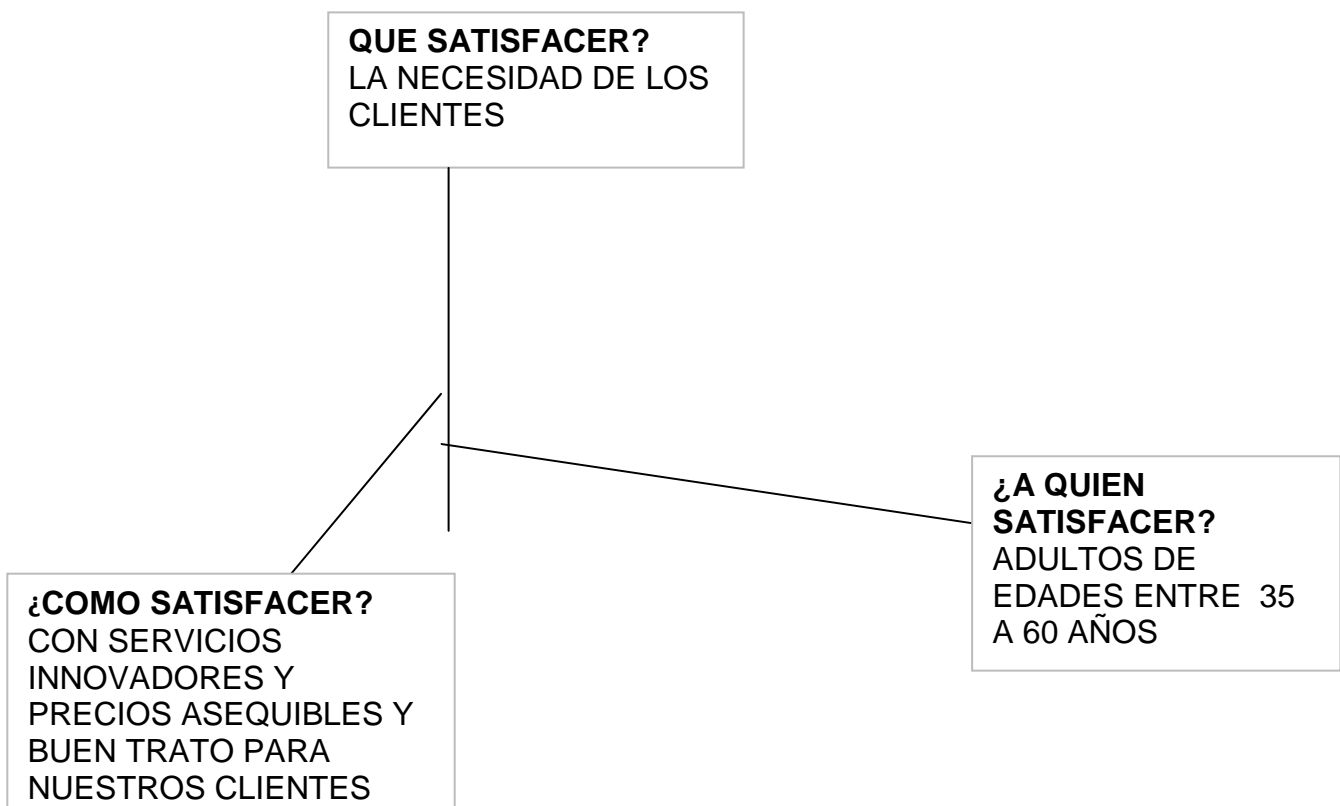 QUE SATISFACER?
LA NECESIDAD DE LOS
CLIENTES
¿A QUIEN
SATISFACER?
ADULTOS DE
EDADES ENTRE 35
A 60 AÑOS
¿COMO SATISFACER?
CON SERVICIOS
INNOVADORES Y
PRECIOS ASEQUIBLES Y
BUEN TRATO PARA
NUESTROS CLIENTES